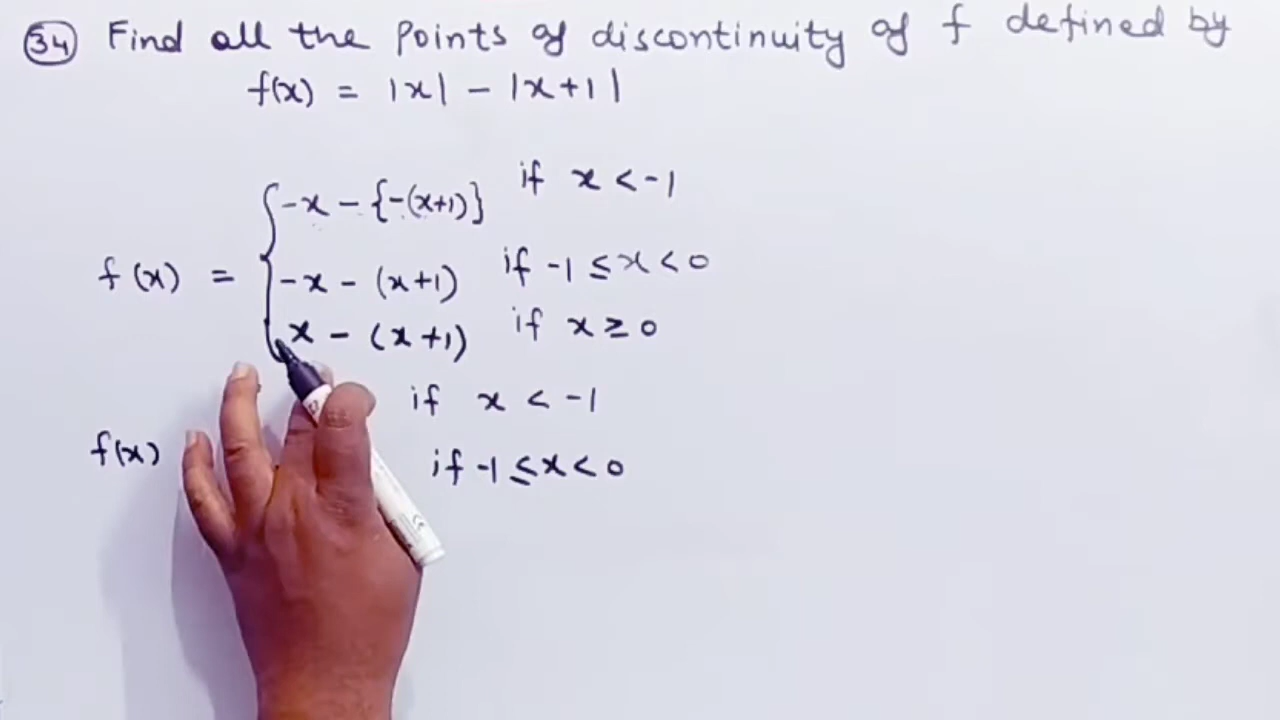 34 Find all the points of discontinuity of f defined by
f(x) = |x| - |x+1|
-x - {-(x+1)} if x < -1
f(x) = -x - (x+1) if -1 ≤ x < 0
x - (x+1) if x ≥ 0
if x < -1
f(x) if -1 ≤ x < 0